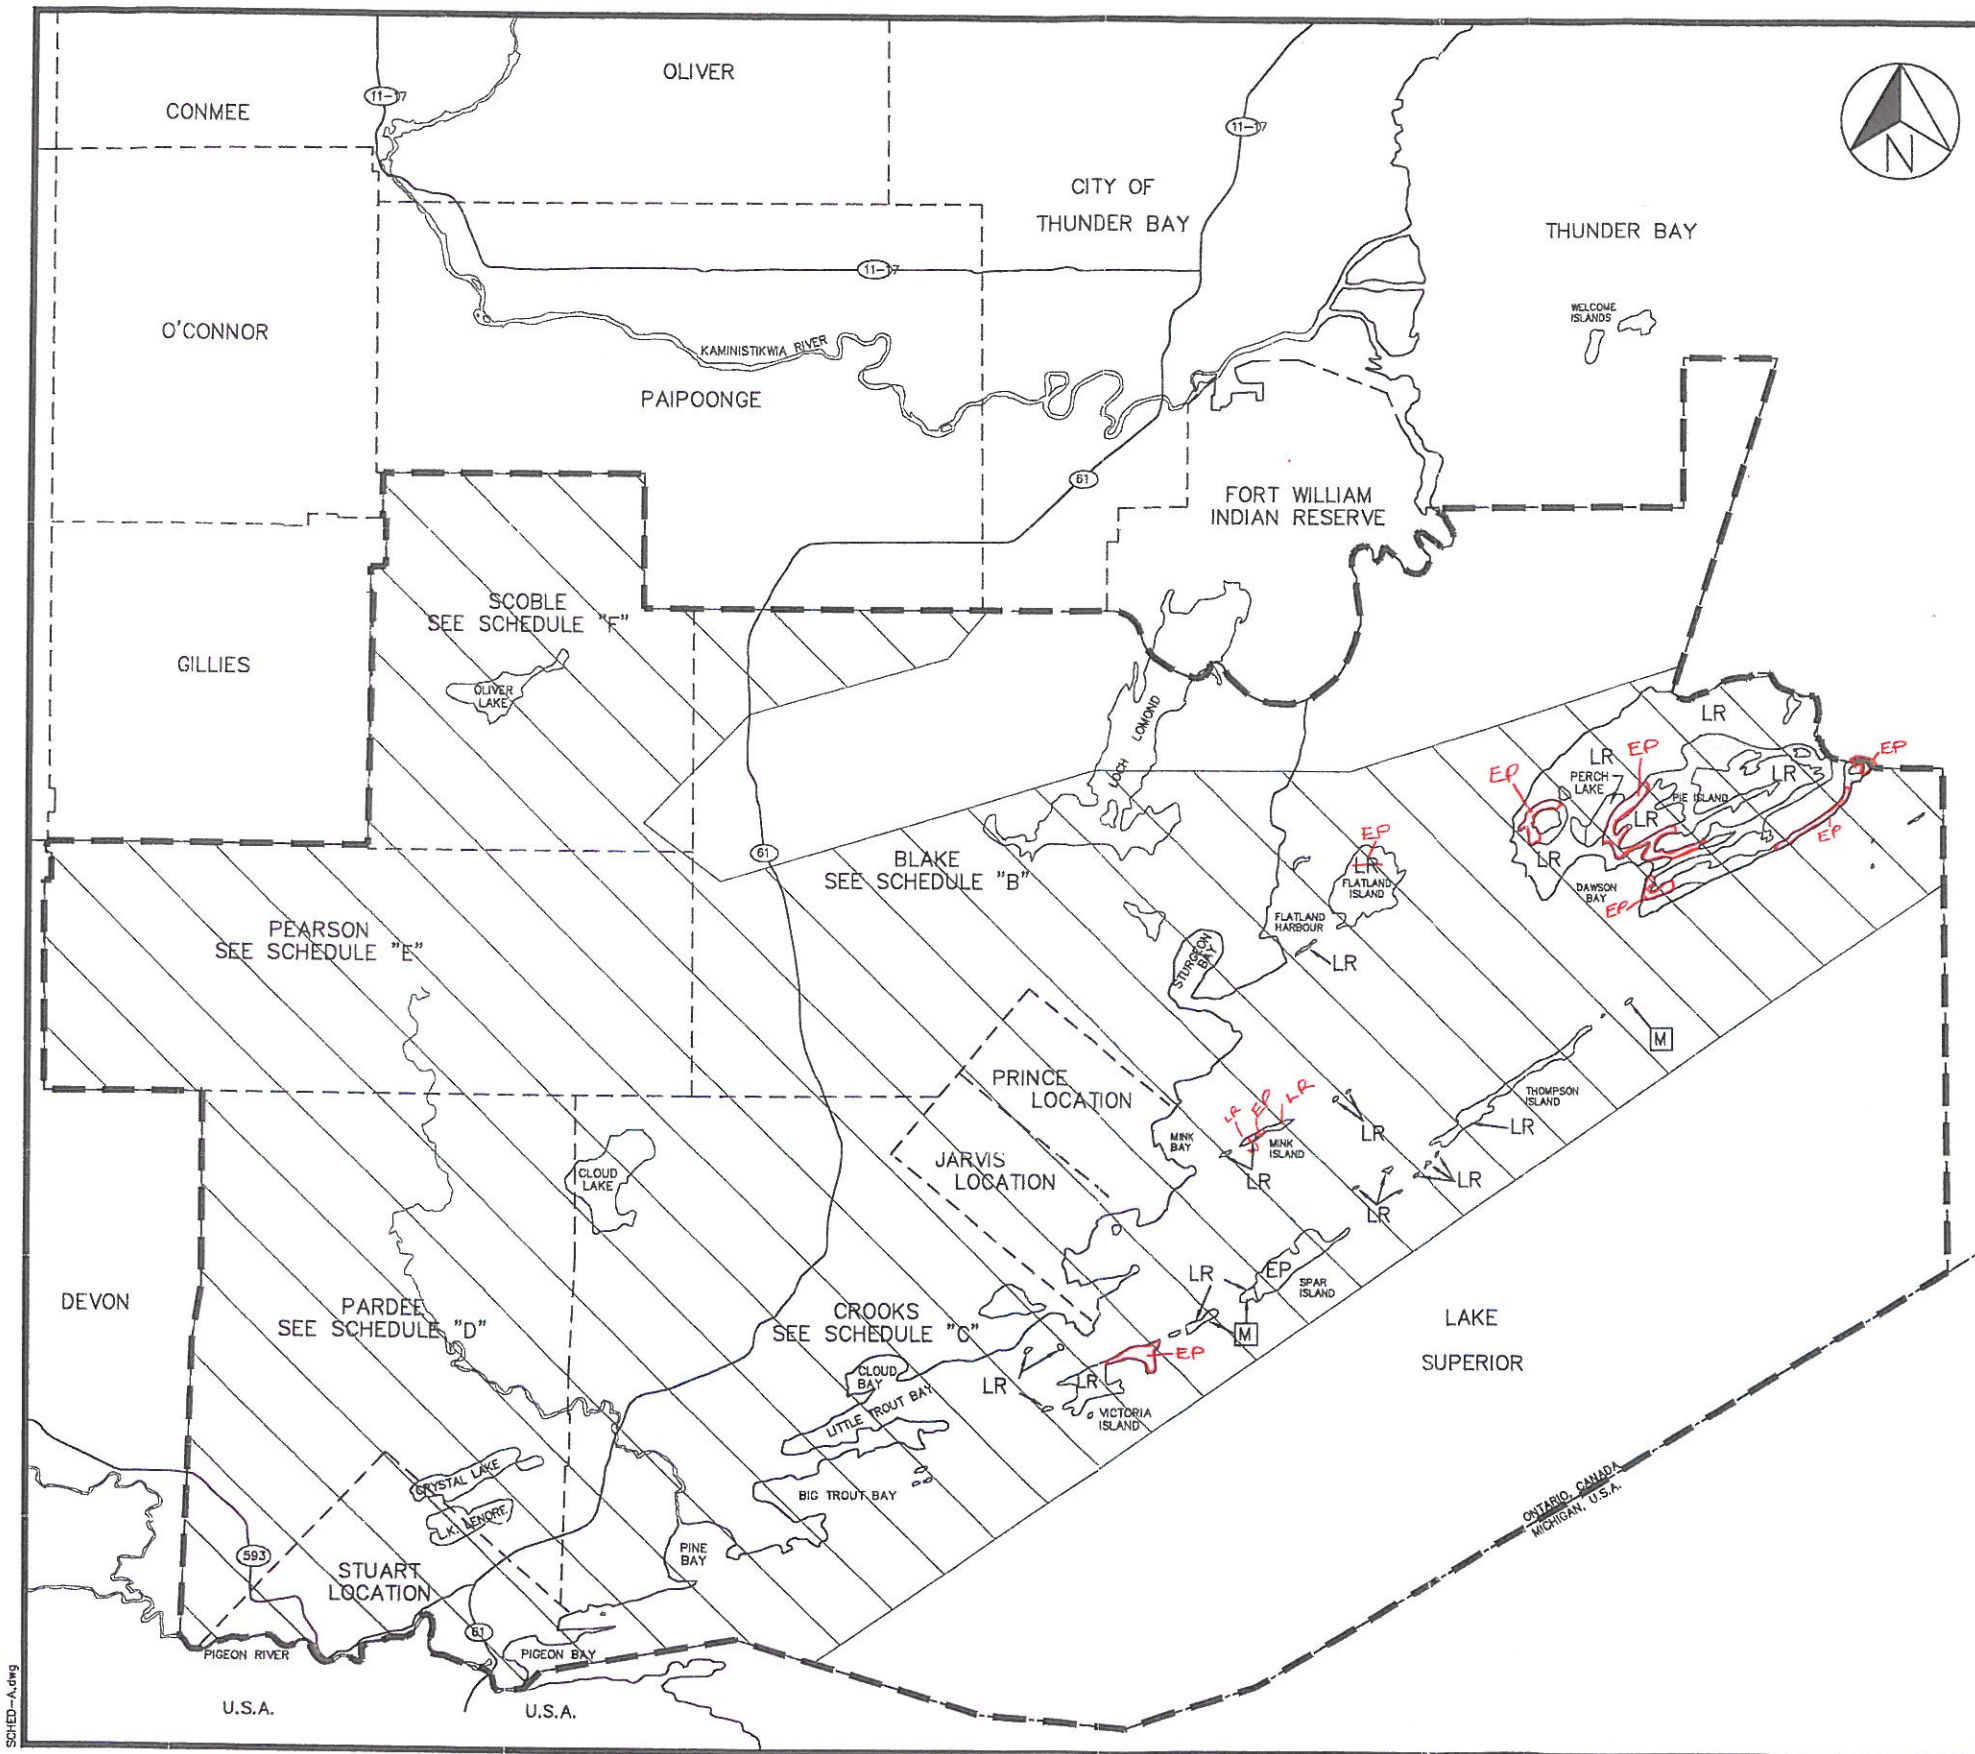 OLIVER
CONMEE
11-17
11-17
CITY OF
THUNDER BAY
THUNDER BAY
N
11-17
WELCOME
ISLANDS
O'CONNOR
KAMINISTIKWIA RIVER
PAIPOONGE
61
FORT WILLIAM
INDIAN RESERVE
SCOBLE
SEE SCHEDULE "F"
GILLIES
OLIVER
LAKE
LOCH LOMOND
LR
EP
EP
LR
EP
PERCH
LAKE
LR
PIE ISLAND
LR
EP
LR
DAWSON
BAY
EP
61
BLAKE
SEE SCHEDULE "B"
EP
LR
FLATLAND
ISLAND
FLATLAND
HARBOUR
LR
PEARSON
SEE SCHEDULE "E"
STURGEON
BAY
M
PRINCE
LOCATION
THOMPSON
ISLAND
LR
LR
EP
LR
MINK
BAY
MINK
ISLAND
LR
LR
JARVIS
LOCATION
CLOUD
LAKE
LR
LR
LR
EP
SPAR
ISLAND
M
DEVON
PARDEE
SEE SCHEDULE "D"
CROOKS
SEE SCHEDULE "C"
LAKE
SUPERIOR
EP
LR
LR
VICTORIA
ISLAND
CLOUD
BAY
LITTLE TROUT BAY
BIG TROUT BAY
CRYSTAL LAKE
LK. LENORE
ONTARIO, CANADA
MICHIGAN, U.S.A.
PINE
BAY
593
STUART
LOCATION
61
PIGEON RIVER
PIGEON BAY
U.S.A.
U.S.A.
SCHED-A.dwg